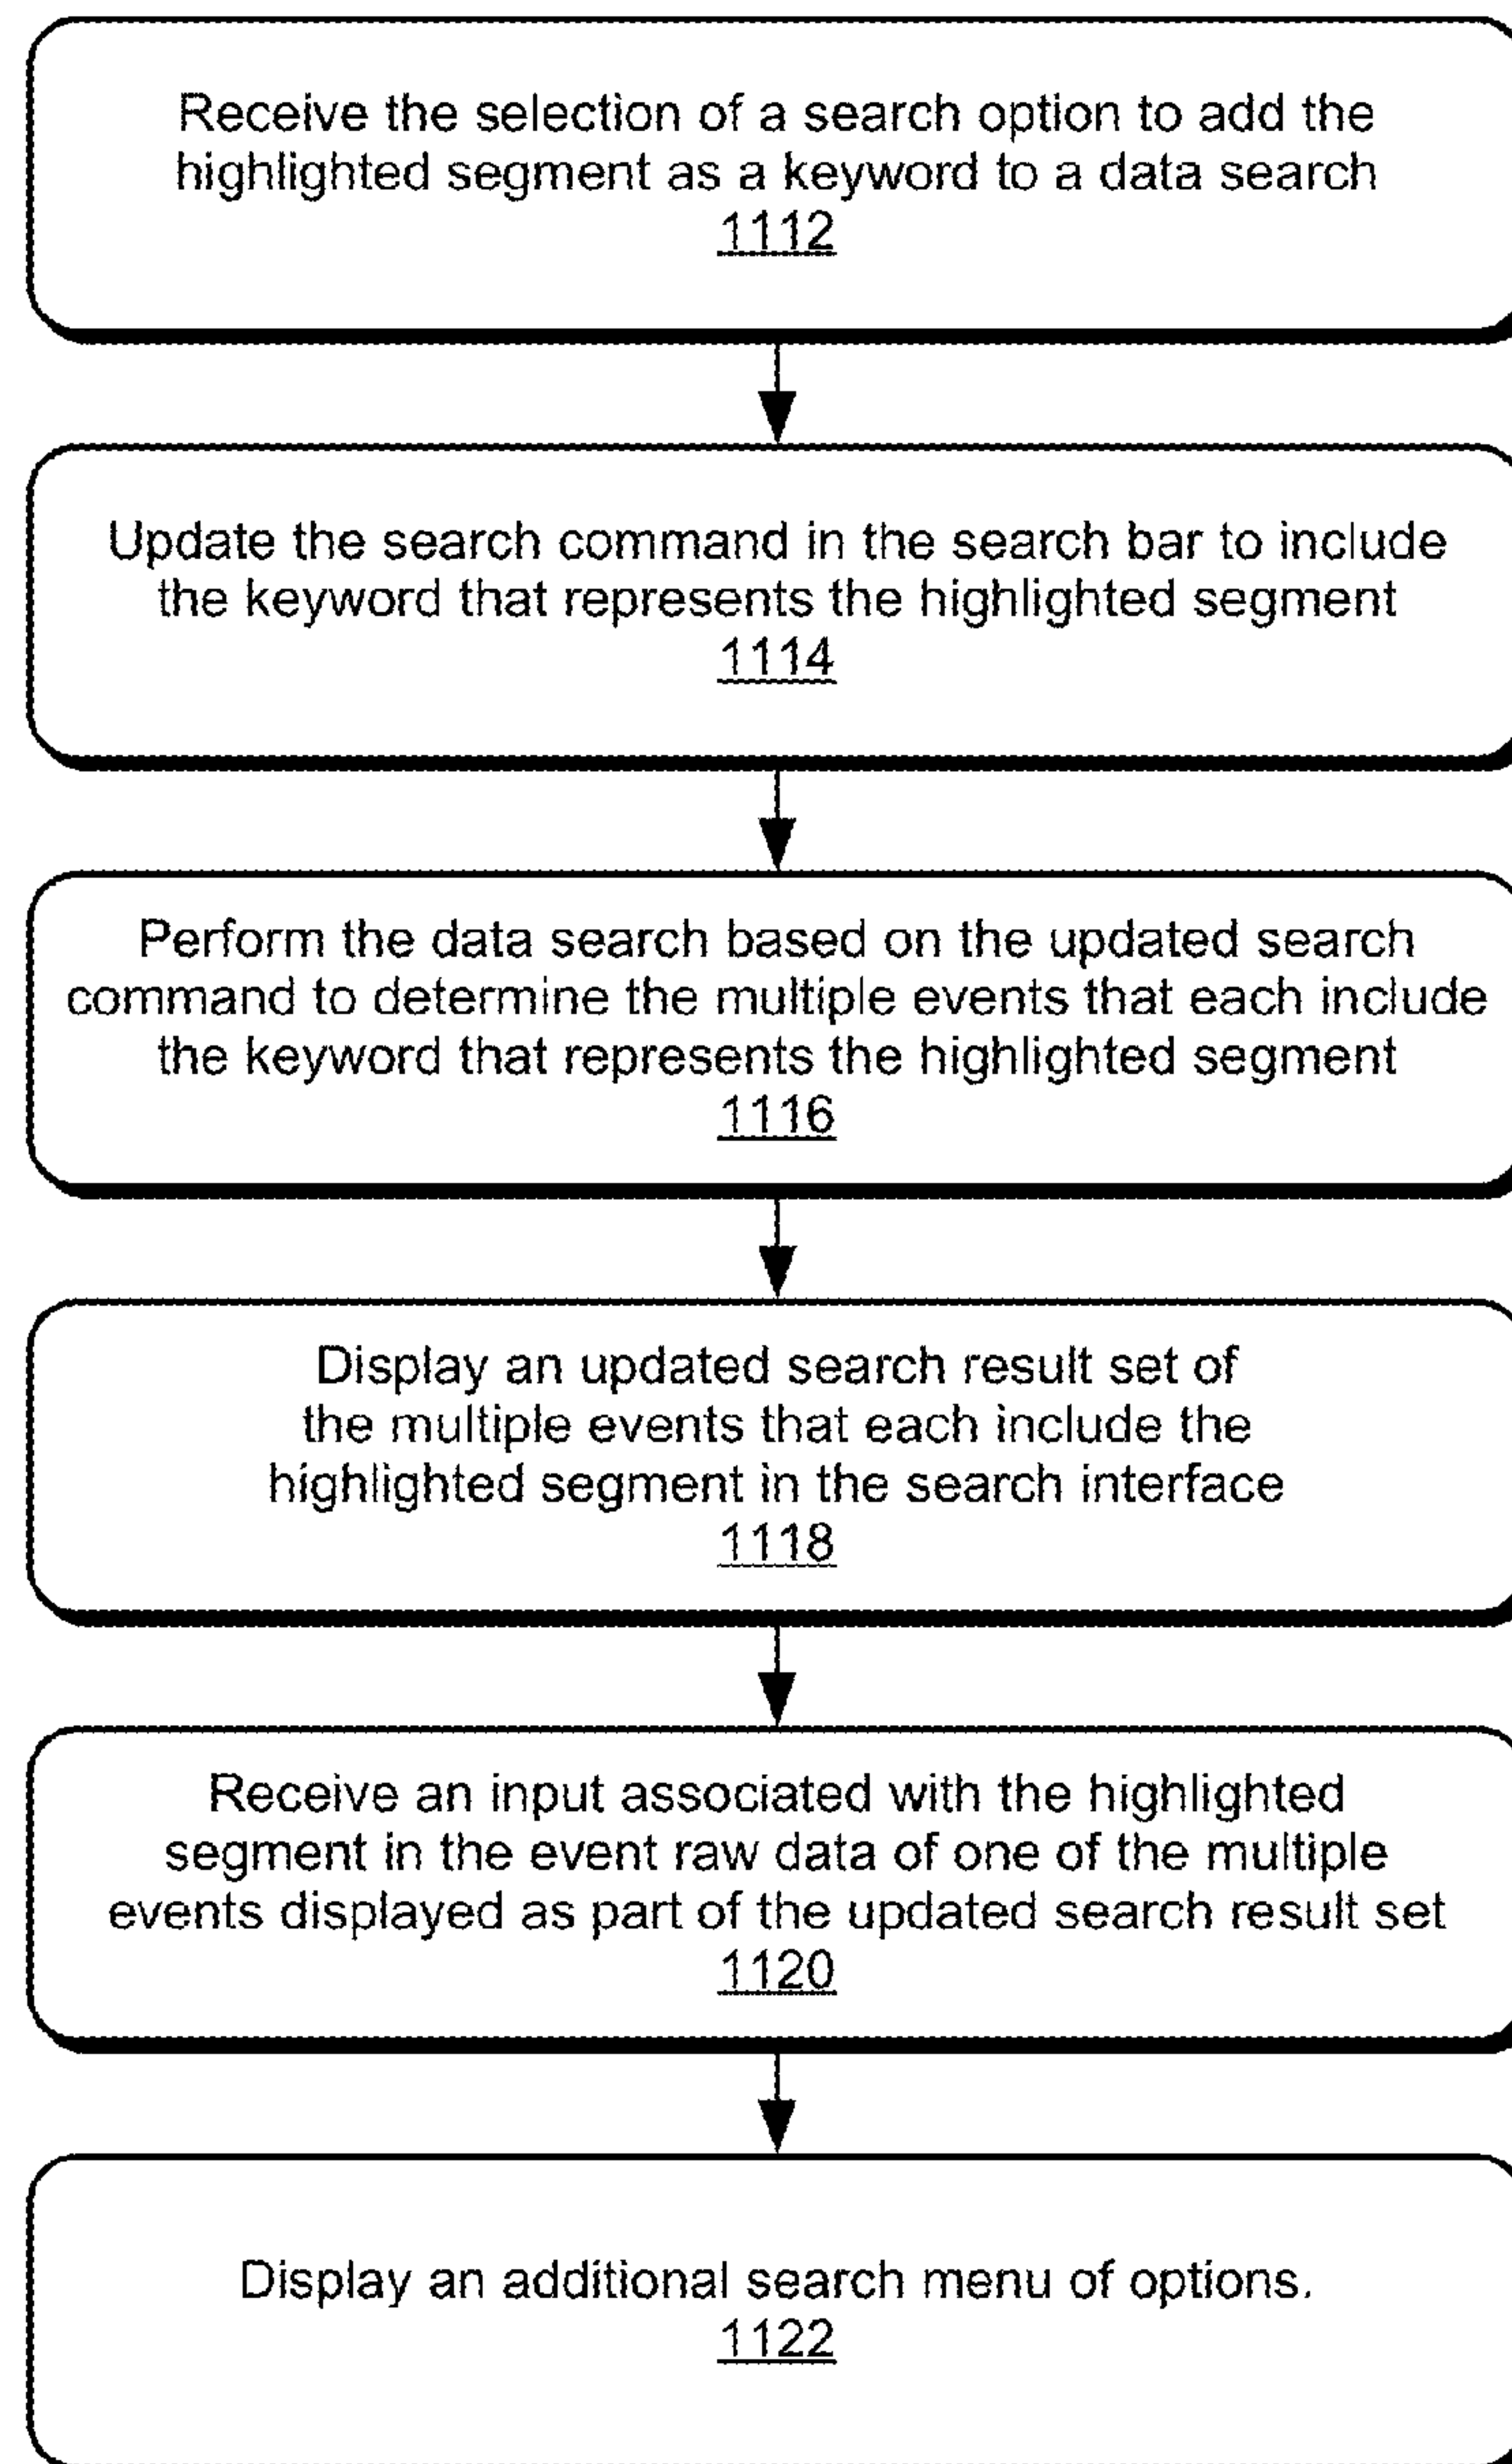 Receive the selection of a search option to add the
highlighted segment as a keyword to a data search
1112
Update the search command in the search bar to include
the keyword that represents the highlighted segment
1114
Perform the data search based on the updated search
command to determine the multiple events that each include
the keyword that represents the highlighted segment
1116
Display an updated search result set of
the multiple events that each include the
highlighted segment in the search interface
1118
Receive an input associated with the highlighted
segment in the event raw data of one of the multiple
events displayed as part of the updated search result set
1120
Display an additional search menu of options.
1122